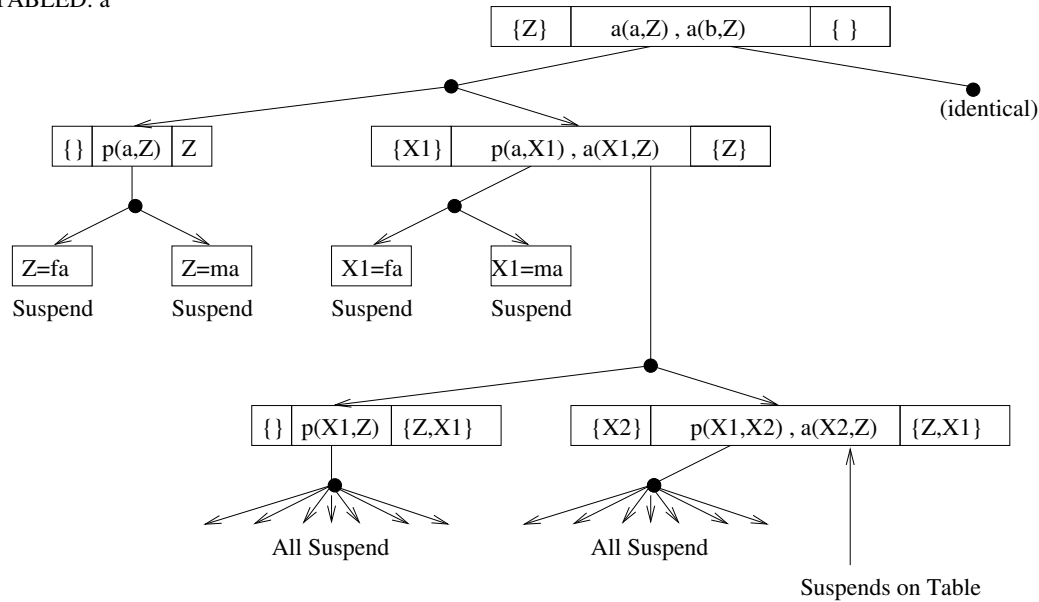 TABLED: a
{Z} a(a,Z) , a(b,Z) { }
(identical)
{} p(a,Z) Z {X1} p(a,X1) , a(X1,Z) {Z}
Z=fa Z=ma X1=fa X1=ma
Suspend Suspend Suspend Suspend
{} p(X1,Z) {Z,X1} {X2} p(X1,X2) , a(X2,Z) {Z,X1}
All Suspend All Suspend
Suspends on Table